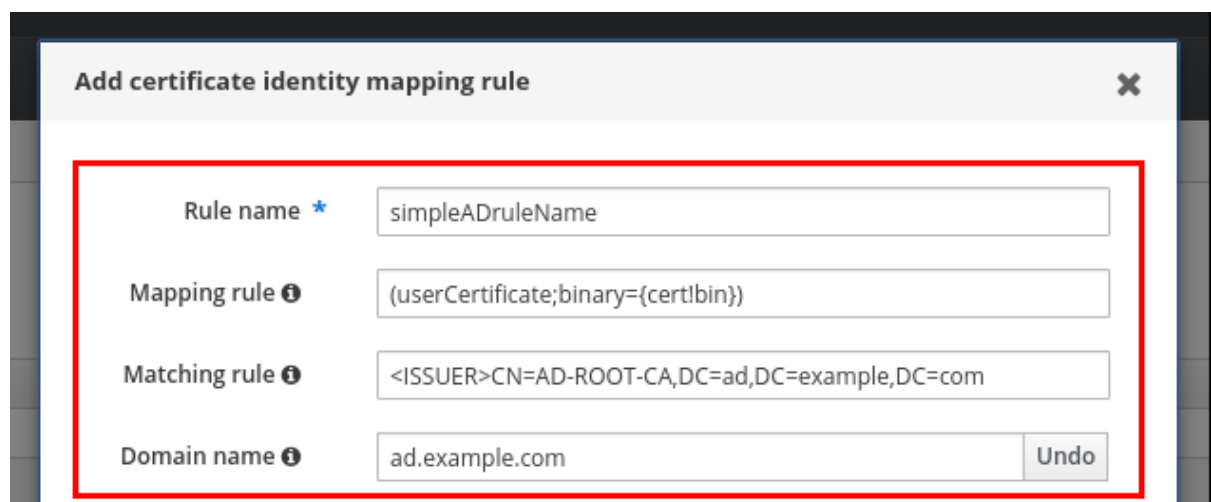 Add certificate identity mapping rule ✖
Rule name * simpleADruleName
Mapping rule (userCertificate;binary={cert!bin})
Matching rule <ISSUER>CN=AD-ROOT-CA,DC=ad,DC=example,DC=com
Domain name ad.example.com Undo